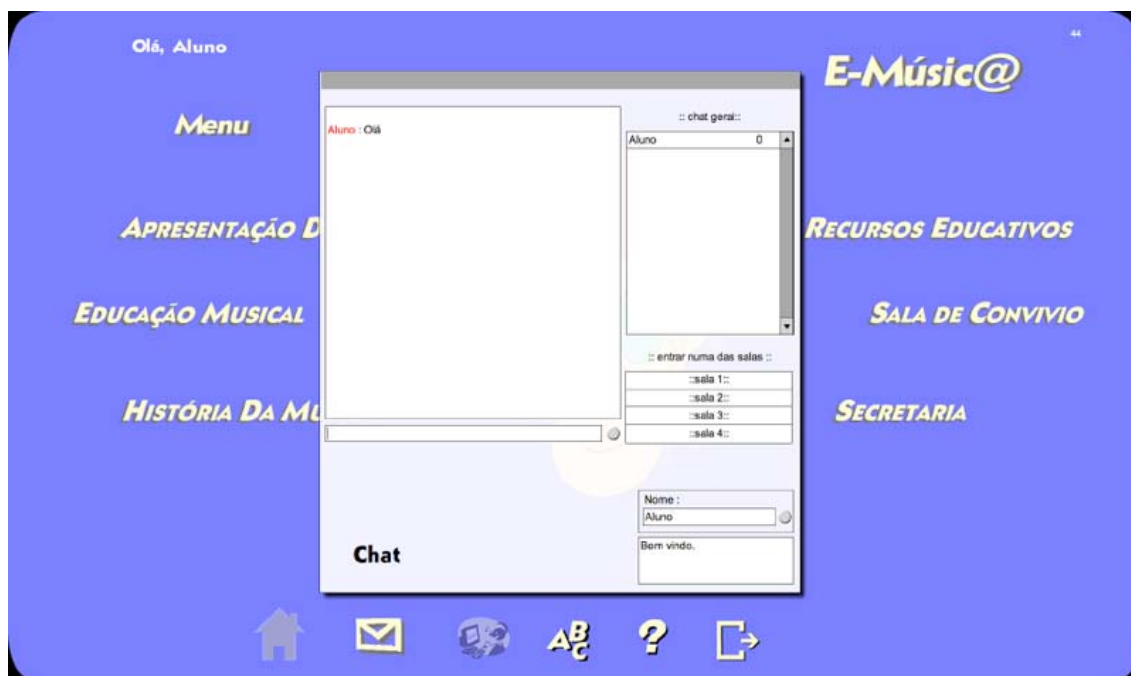 Olá, Aluno
44
E-Músic@
Menu
:: chat geral::
Aluno : Olá
Aluno 0
APRESENTAÇÃO D
RECURSOS EDUCATIVOS
EDUCAÇÃO MUSICAL
SALA DE CONVIVIO
:: entrar numa das salas ::
::sala 1::
::sala 2::
::sala 3::
::sala 4::
HISTÓRIA DA MU
SECRETARIA
Nome :
Aluno
Bem vindo.
Chat
ABC
?